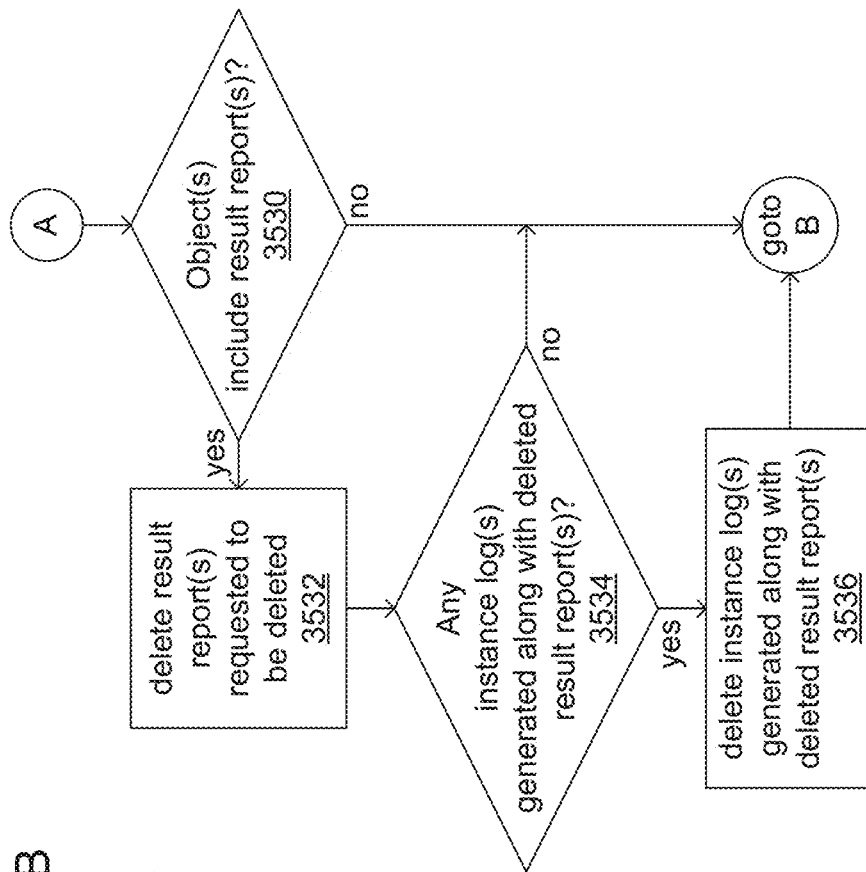 A
Object(s)
include result report(s)?
3530
yes
no
delete result
report(s)
requested to
be deleted
3532
Any
instance log(s)
generated along with deleted
result report(s)?
3534
no
yes
delete instance log(s)
generated along with
deleted result report(s)
3536
goto
B
B